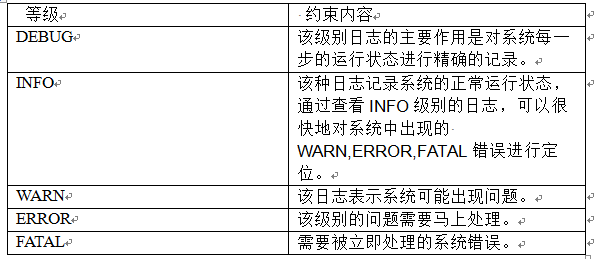 等级 约束内容
DEBUG 该级别日志的主要作用是对系统每一
步的运行状态进行精确的记录。
INFO 该种日志记录系统的正常运行状态，
通过查看 INFO 级别的日志，可以很
快地对系统中出现的
WARN,ERROR,FATAL 错误进行定
位。
WARN 该日志表示系统可能出现问题。
ERROR 该级别的问题需要马上处理。
FATAL 需要被立即处理的系统错误。